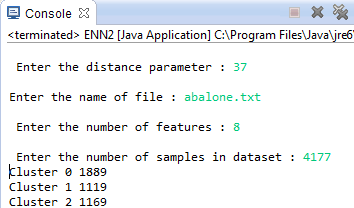 Console
<terminated> ENN2 [Java Application] C:\Program Files\Java\jre6\
Enter the distance parameter : 37
Enter the name of file : abalone.txt
Enter the number of features : 8
Enter the number of samples in dataset : 4177
Cluster 0 1889
Cluster 1 1119
Cluster 2 1169